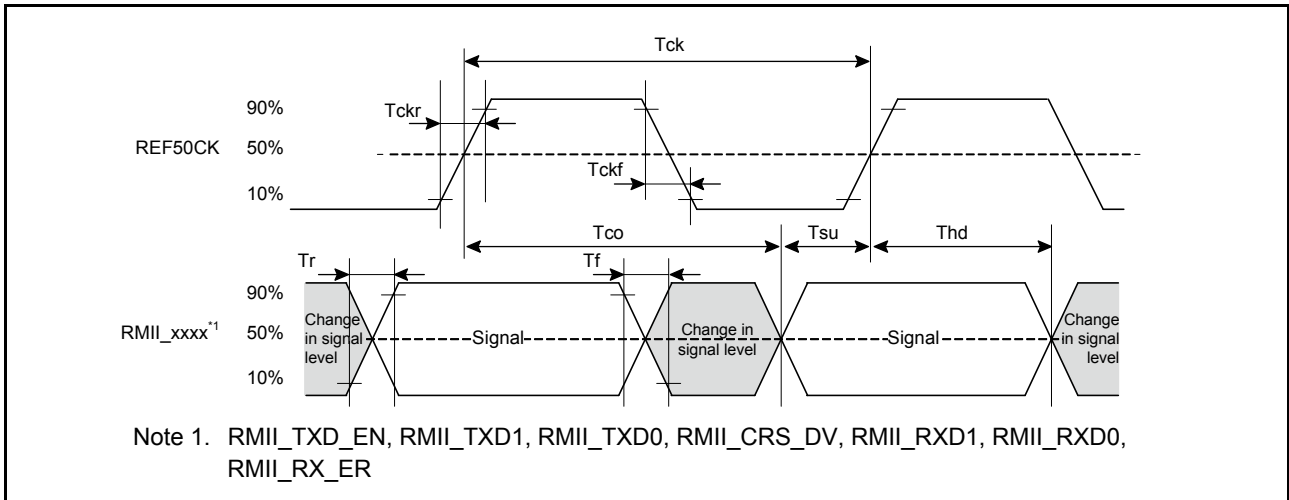 Tck
90%
Tckr
REF50CK 50%
Tckf
10%
Tco Tsu Thd
Tr Tf
90%
Change in signal level
RMII_xxxx*1 50%
Signal
Change in
signal level
Signal
Change
in signal
level
10%
Note 1. RMII_TXD_EN, RMII_TXD1, RMII_TXD0, RMII_CRS_DV, RMII_RXD1, RMII_RXD0,
RMII_RX_ER